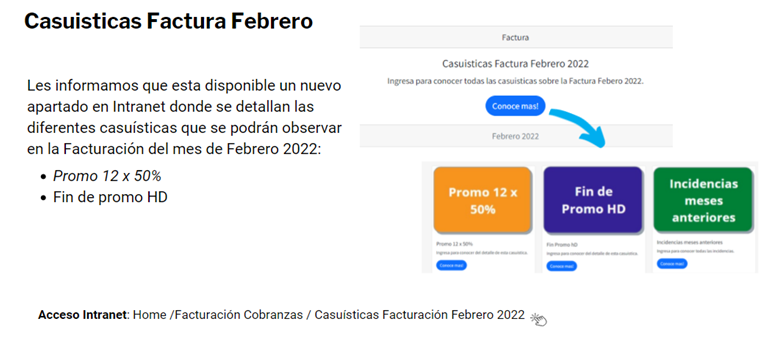 Casuisticas Factura Febrero
Les informamos que esta disponible un nuevo
apartado en Intranet donde se detallan las
diferentes casuísticas que se podrán observar
en la Facturación del mes de Febrero 2022:
• Promo 12 x 50%
• Fin de promo HD
Factura
Casuisticas Factura Febrero 2022
Ingresa para conocer todas las casuisticas sobre la Factura Febero 2022.
Conoce mas!
Febrero 2022
Promo 12 x
50%
Promo 12 x 50%
Ingresa para conocer del detalle de esta casuística.
Conoce mas!
Fin de
Promo HD
Fin Promo HD
Ingresa para conocer del detalle de esta casuística.
Conoce mas!
Incidencias
meses
anteriores
Incidencias meses anteriores
Ingresa para conocer todas las incidencias.
Conoce mas!
Acceso Intranet: Home /Facturación Cobranzas / Casuísticas Facturación Febrero 2022